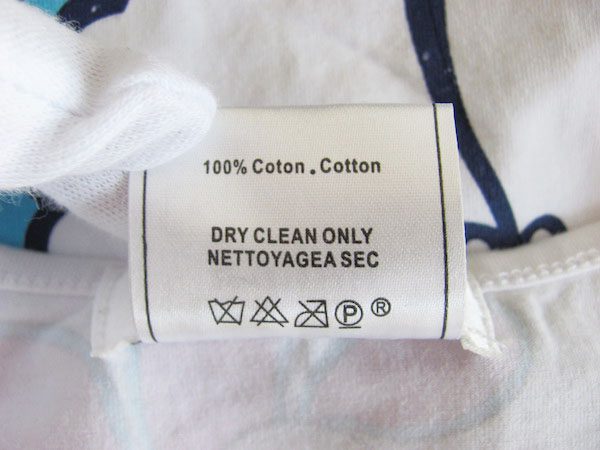 100% Coton . Cotton
DRY CLEAN ONLY
NETTOYAGEA SEC
P ®